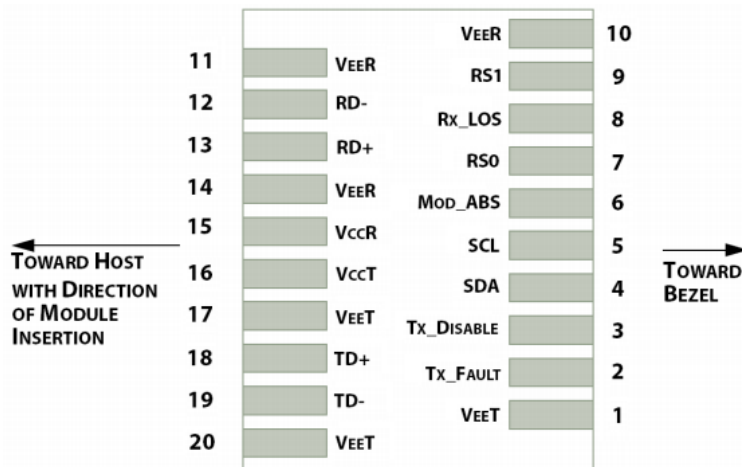 VEER 10
11 VEER
RS1 9
12 RD-
RX_LOS 8
13 RD+
RS0 7
14 VEER
MOD_ABS 6
15 VCCR
SCL 5
TOWARD HOST
WITH DIRECTION
OF MODULE
INSERTION
TOWARD
BEZEL
16 VCCT
SDA 4
17 VEET
TX_DISABLE 3
18 TD+
TX_FAULT 2
19 TD-
VEET 1
20 VEET